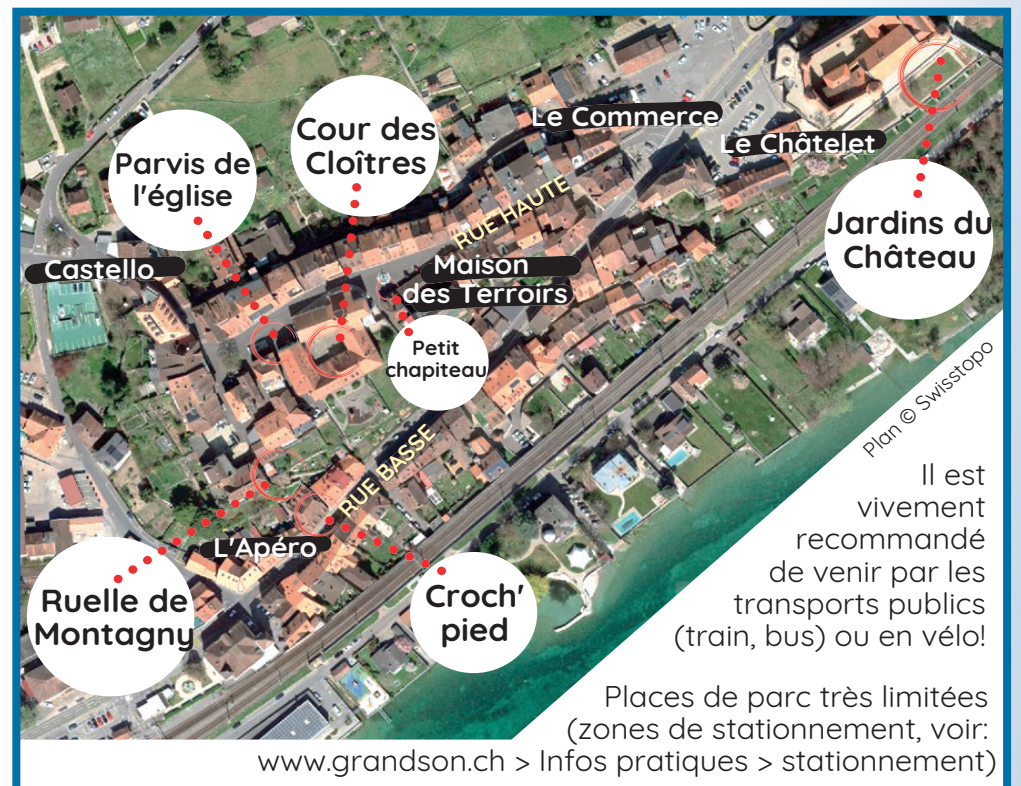 Cour des
Cloîtres
Le Commerce
Le Châtelet
Parvis de
l'église
RUE HAUTE
Jardins du
Château
Castello
Maison
des Terroirs
Petit
chapiteau
Plan © Swisstopo
RUE BASSE
L'Apéro
Ruelle de
Montagny
Croch'
pied
Il est
vivement
recommandé
de venir par les
transports publics
(train, bus) ou en vélo!
Places de parc très limitées
(zones de stationnement, voir:
www.grandson.ch > Infos pratiques > stationnement)